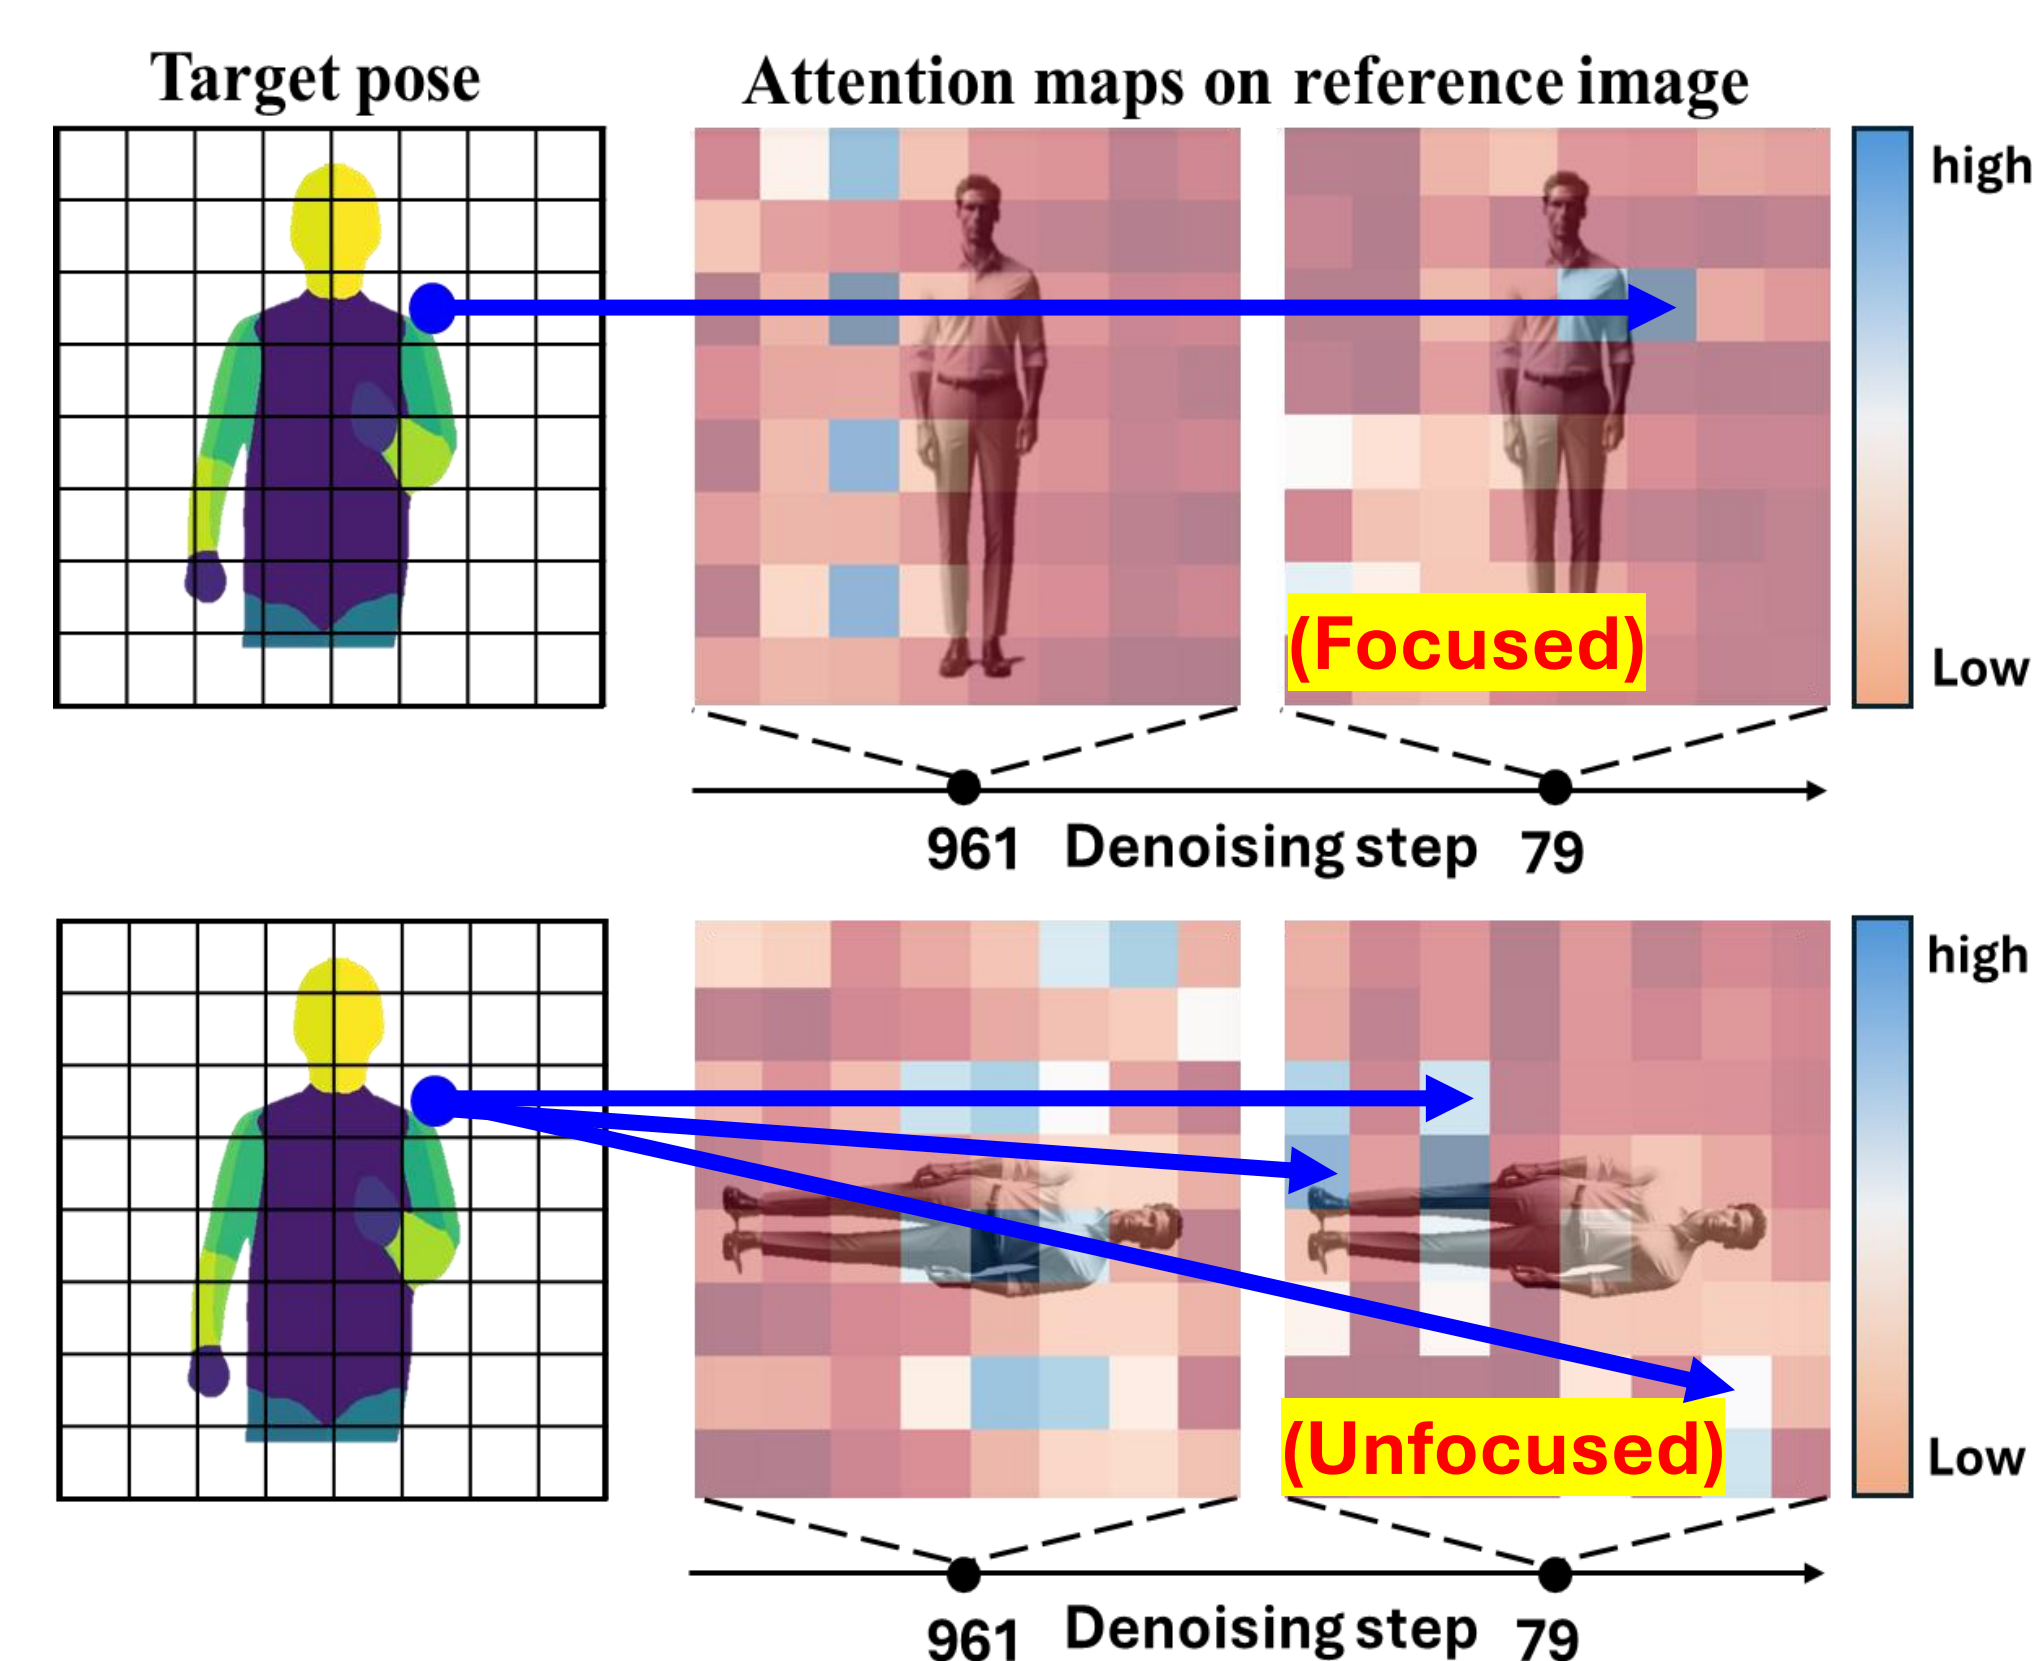 Target pose
Attention maps on reference image
high
Low
(Focused)
961 Denoising step 79
high
Low
(Unfocused)
961 Denoising step 79